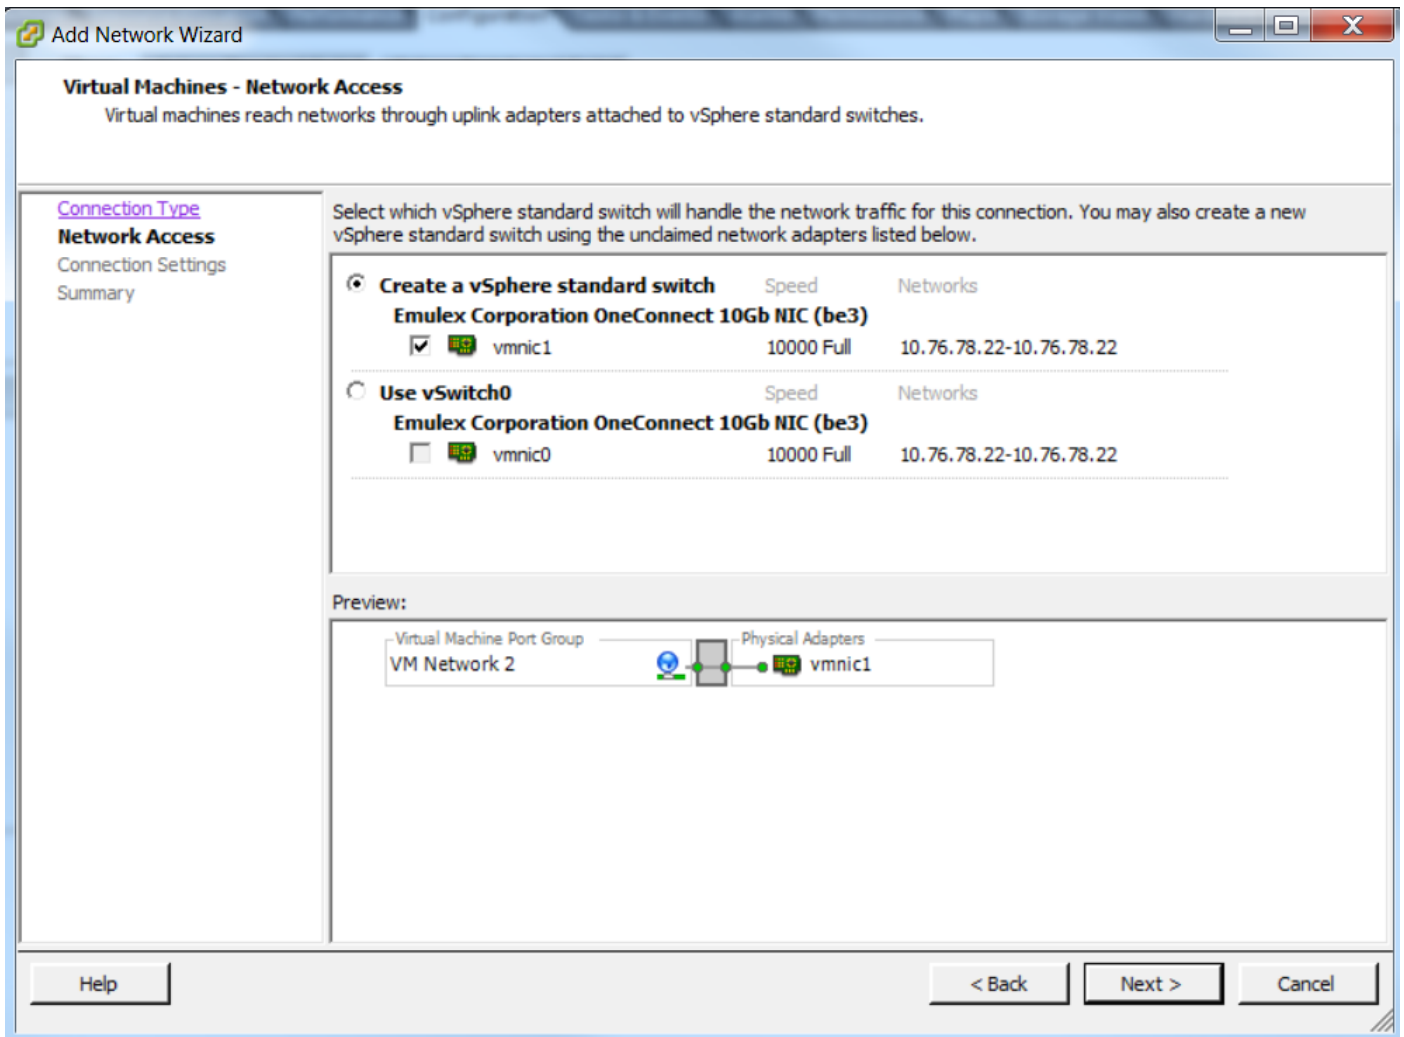 Configuration
Add Network Wizard
Virtual Machines - Network Access
Virtual machines reach networks through uplink adapters attached to vSphere standard switches.
Connection Type
Network Access
Connection Settings
Summary
Select which vSphere standard switch will handle the network traffic for this connection. You may also create a new
vSphere standard switch using the unclaimed network adapters listed below.
Create a vSphere standard switch Speed Networks
Emulex Corporation OneConnect 10Gb NIC (be3)
vmnic1 10000 Full 10.76.78.22-10.76.78.22
Use vSwitch0 Speed Networks
Emulex Corporation OneConnect 10Gb NIC (be3)
vmnic0 10000 Full 10.76.78.22-10.76.78.22
Preview:
Virtual Machine Port Group Physical Adapters
VM Network 2 vmnic1
Help < Back Next > Cancel